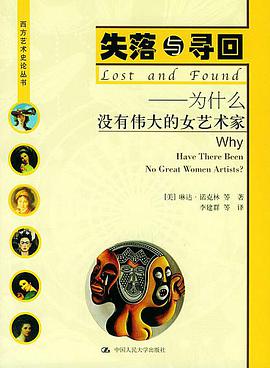 西方艺术史论丛书
失落与寻回
Lost and Found
——为什么
没有伟大的女艺术家
Why
Have There Been
No Great Women Artists?
[美] 琳达·诺克林 等 著
李建群 等 译
中国人民大学出版社